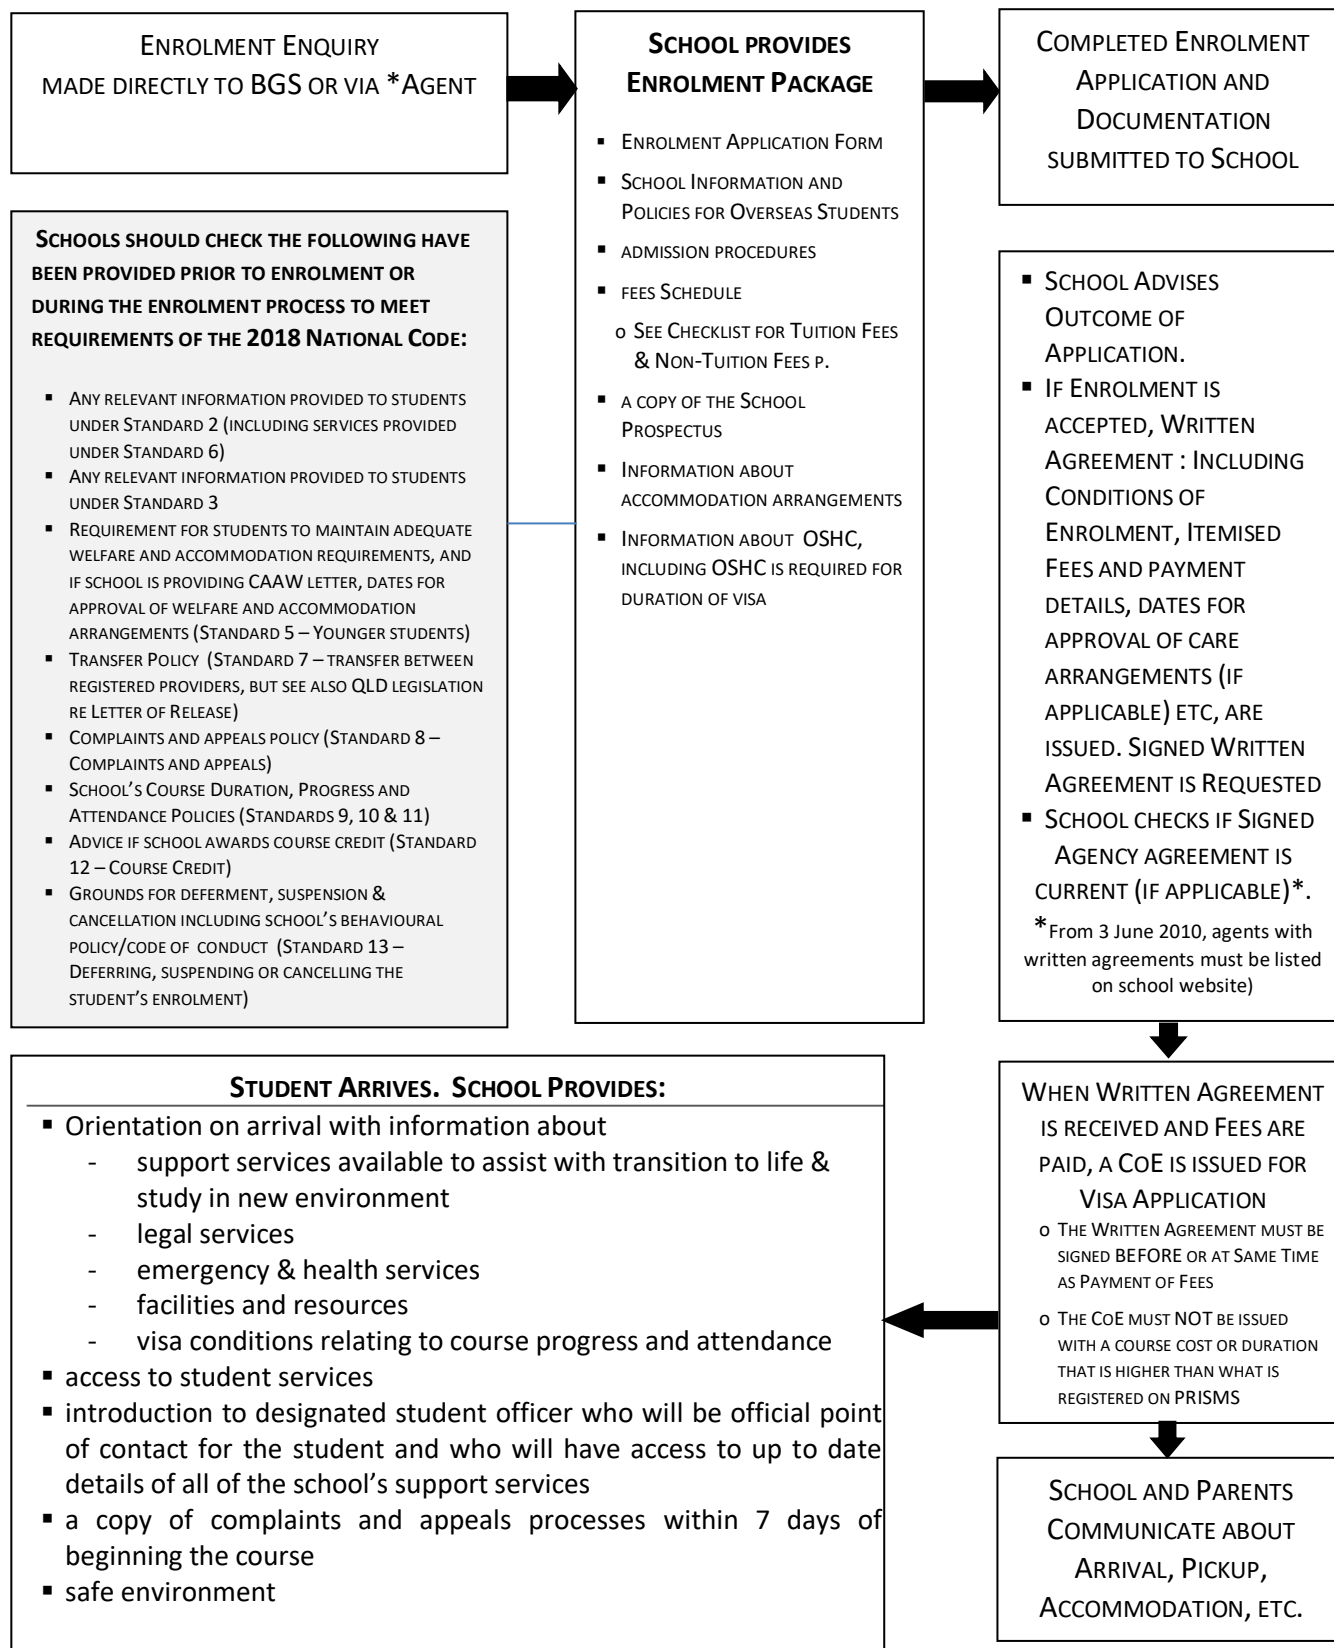 ENROLMENT ENQUIRY
MADE DIRECTLY TO BGS OR VIA *AGENT
SCHOOL PROVIDES
ENROLMENT PACKAGE
▪ ENROLMENT APPLICATION FORM
▪ SCHOOL INFORMATION AND
POLICIES FOR OVERSEAS STUDENTS
▪ ADMISSION PROCEDURES
▪ FEES SCHEDULE
o SEE CHECKLIST FOR TUITION FEES
& NON-TUITION FEES P.
▪ A COPY OF THE SCHOOL
PROSPECTUS
▪ INFORMATION ABOUT
ACCOMMODATION ARRANGEMENTS
▪ INFORMATION ABOUT OSHC,
INCLUDING OSHC IS REQUIRED FOR
DURATION OF VISA
COMPLETED ENROLMENT
APPLICATION AND
DOCUMENTATION
SUBMITTED TO SCHOOL
SCHOOLS SHOULD CHECK THE FOLLOWING HAVE
BEEN PROVIDED PRIOR TO ENROLMENT OR
DURING THE ENROLMENT PROCESS TO MEET
REQUIREMENTS OF THE 2018 NATIONAL CODE:
▪ ANY RELEVANT INFORMATION PROVIDED TO STUDENTS
UNDER STANDARD 2 (INCLUDING SERVICES PROVIDED
UNDER STANDARD 6)
▪ ANY RELEVANT INFORMATION PROVIDED TO STUDENTS
UNDER STANDARD 3
▪ REQUIREMENT FOR STUDENTS TO MAINTAIN ADEQUATE
WELFARE AND ACCOMMODATION REQUIREMENTS, AND
IF SCHOOL IS PROVIDING CAAW LETTER, DATES FOR
APPROVAL OF WELFARE AND ACCOMMODATION
ARRANGEMENTS (STANDARD 5 – YOUNGER STUDENTS)
▪ TRANSFER POLICY (STANDARD 7 – TRANSFER BETWEEN
REGISTERED PROVIDERS, BUT SEE ALSO QLD LEGISLATION
RE LETTER OF RELEASE)
▪ COMPLAINTS AND APPEALS POLICY (STANDARD 8 –
COMPLAINTS AND APPEALS)
▪ SCHOOL'S COURSE DURATION, PROGRESS AND
ATTENDANCE POLICIES (STANDARDS 9, 10 & 11)
▪ ADVICE IF SCHOOL AWARDS COURSE CREDIT (STANDARD
12 – COURSE CREDIT)
▪ GROUNDS FOR DEFERMENT, SUSPENSION &
CANCELLATION INCLUDING SCHOOL'S BEHAVIOURAL
POLICY/CODE OF CONDUCT (STANDARD 13 –
DEFERRING, SUSPENDING OR CANCELLING THE
STUDENT'S ENROLMENT)
▪ SCHOOL ADVISES
OUTCOME OF
APPLICATION.
▪ IF ENROLMENT IS
ACCEPTED, WRITTEN
AGREEMENT : INCLUDING
CONDITIONS OF
ENROLMENT, ITEMISED
FEES AND PAYMENT
DETAILS, DATES FOR
APPROVAL OF CARE
ARRANGEMENTS (IF
APPLICABLE) ETC, ARE
ISSUED. SIGNED WRITTEN
AGREEMENT IS REQUESTED
▪ SCHOOL CHECKS IF SIGNED
AGENCY AGREEMENT IS
CURRENT (IF APPLICABLE)*.
*From 3 June 2010, agents with
written agreements must be listed
on school website)
WHEN WRITTEN AGREEMENT
IS RECEIVED AND FEES ARE
PAID, A COE IS ISSUED FOR
VISA APPLICATION
o THE WRITTEN AGREEMENT MUST BE
SIGNED BEFORE OR AT SAME TIME
AS PAYMENT OF FEES
o THE COE MUST NOT BE ISSUED
WITH A COURSE COST OR DURATION
THAT IS HIGHER THAN WHAT IS
REGISTERED ON PRISMS
SCHOOL AND PARENTS
COMMUNICATE ABOUT
ARRIVAL, PICKUP,
ACCOMMODATION, ETC.
STUDENT ARRIVES. SCHOOL PROVIDES:
▪ Orientation on arrival with information about
- support services available to assist with transition to life &
study in new environment
- legal services
- emergency & health services
- facilities and resources
- visa conditions relating to course progress and attendance
▪ access to student services
▪ introduction to designated student officer who will be official point
of contact for the student and who will have access to up to date
details of all of the school's support services
▪ a copy of complaints and appeals processes within 7 days of
beginning the course
▪ safe environment